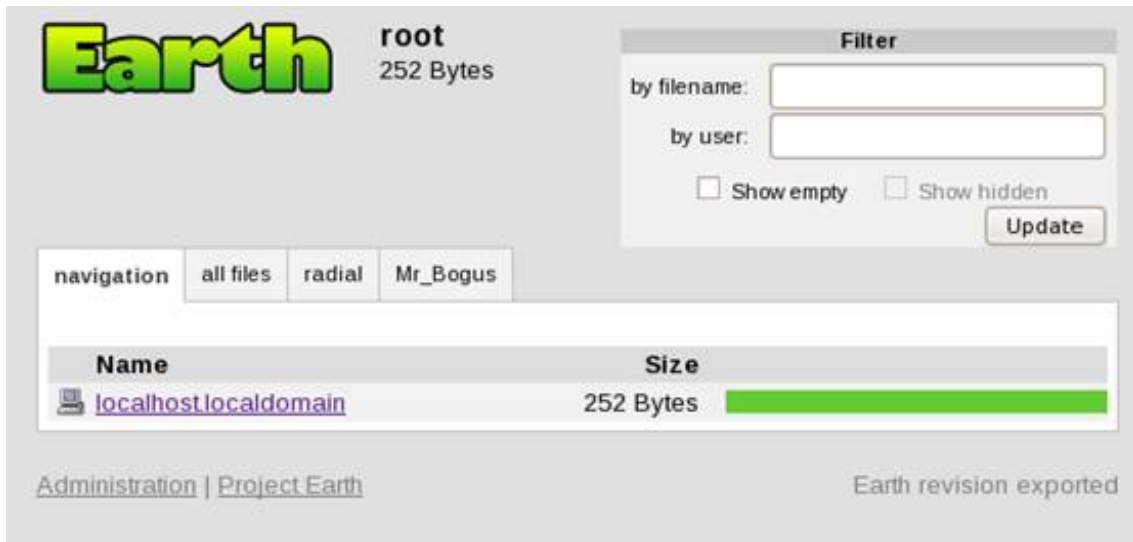 Earth
root
252 Bytes
Filter
by filename:
by user:
Show empty Show hidden
Update
navigation all files radial Mr_Bogus
Name Size
localhost.localdomain 252 Bytes
Administration | Project Earth Earth revision exported